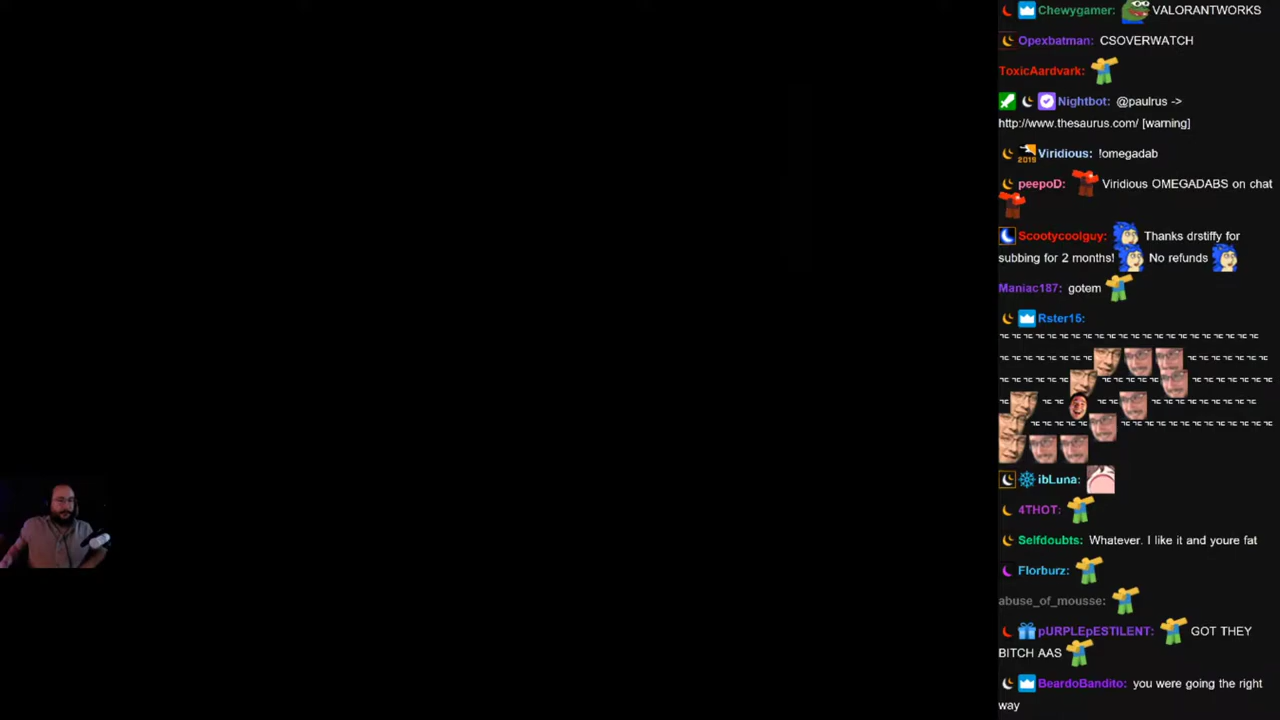 Chewygamer: VALORANTWORKS
Opexbatman: CSOVERWATCH
ToxicAardvark:
Nightbot: @paulrus ->
http://www.thesaurus.com/ [warning]
2019 Viridious: !omegadab
peepoD: Viridious OMEGADABS on chat
Scootycoolguy: Thanks drstiffy for
subbing for 2 months! No refunds
Maniac187: gotem
Rster15:
ibLuna:
4THOT:
Selfdoubts: Whatever. I like it and youre fat
Florburz:
abuse_of_mousse:
pURPLEpESTILENT: GOT THEY
BITCH AAS
BeardoBandito: you were going the right
way